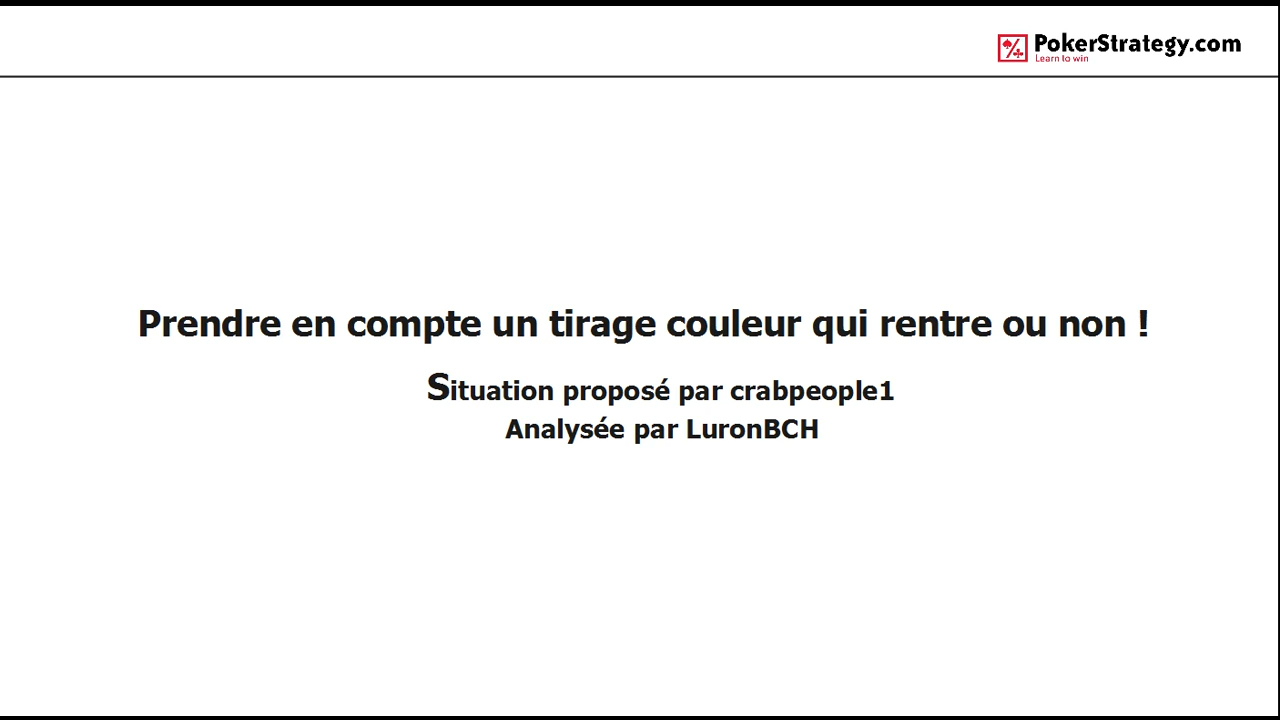 PokerStrategy.com
Learn to win
Prendre en compte un tirage couleur qui rentre ou non !
Situation proposé par crabpeople1
Analysée par LuronBCH